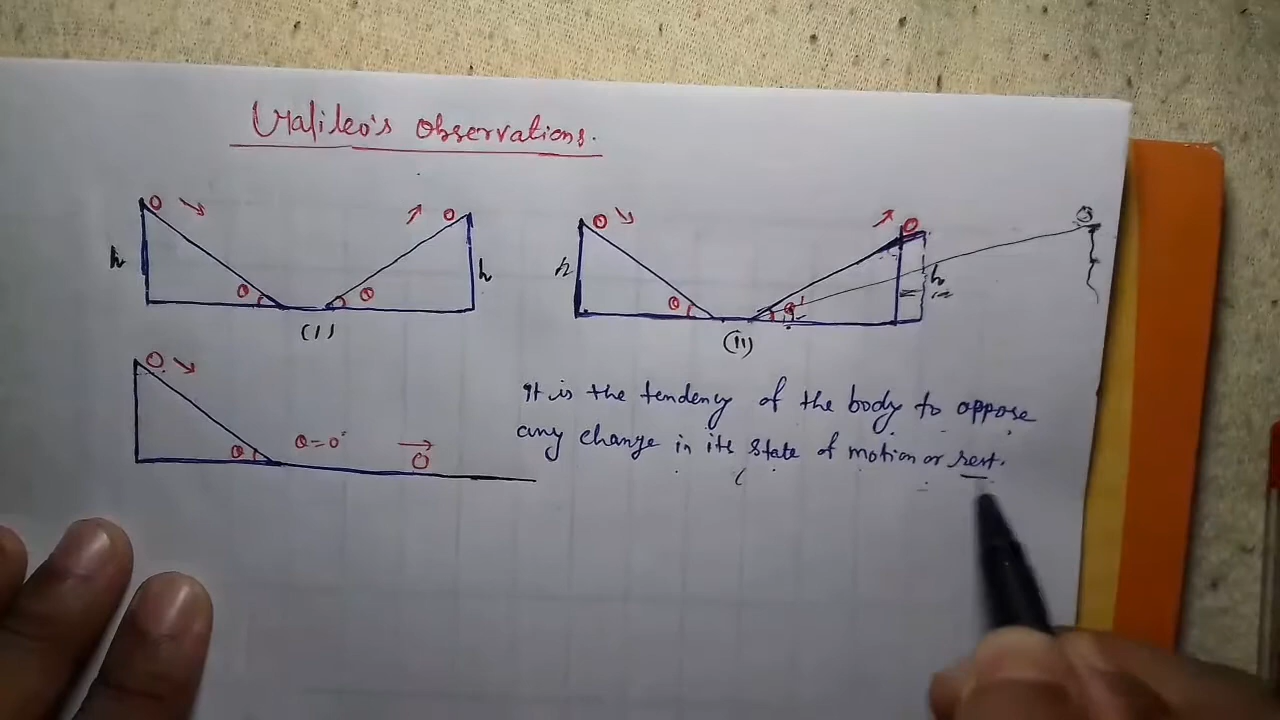 Galileo's Observations.
h
θ
θ
h
(I)
h
θ
θ'
h
(II)
θ
θ=0°
It is the tendency of the body to oppose
any change in its state of motion or rest.